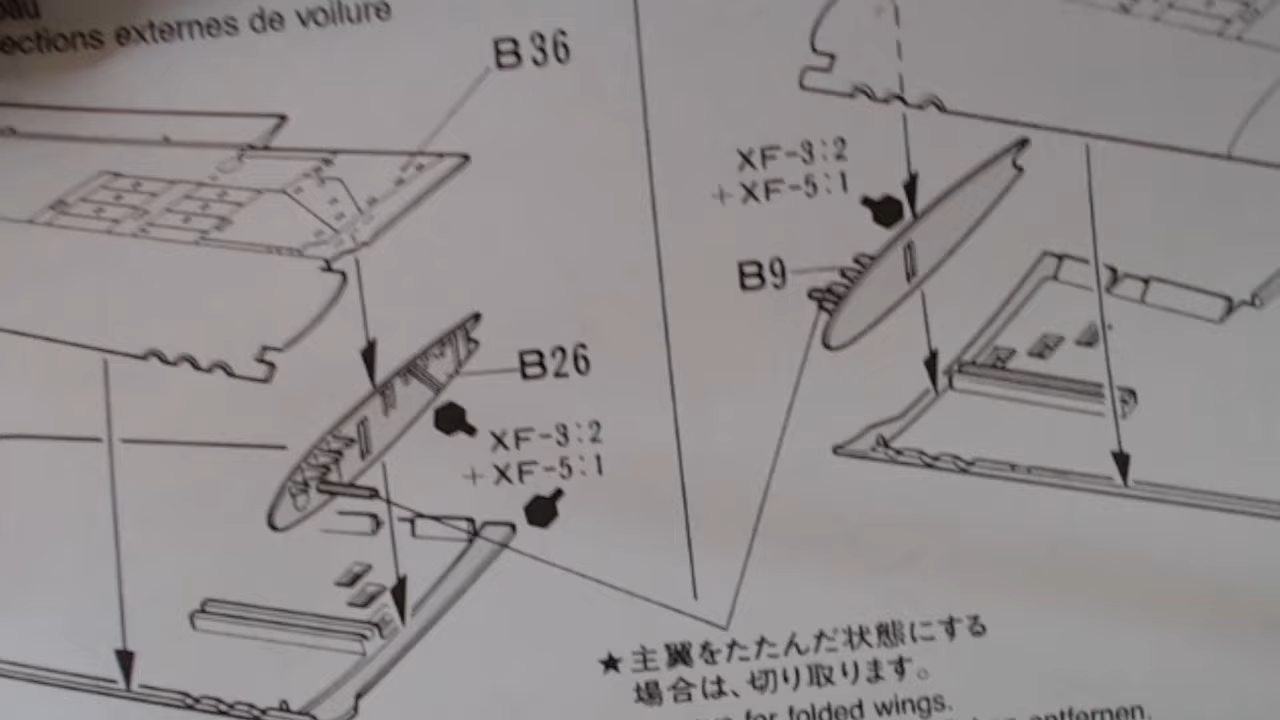 ections externes de voilure
B36
XF-3:2
+XF-5:1
B9
B26
XF-3:2
+XF-5:1
★主翼をたたんだ状態にする
場合は、切り取ります。
for folded wings.
entfernen.